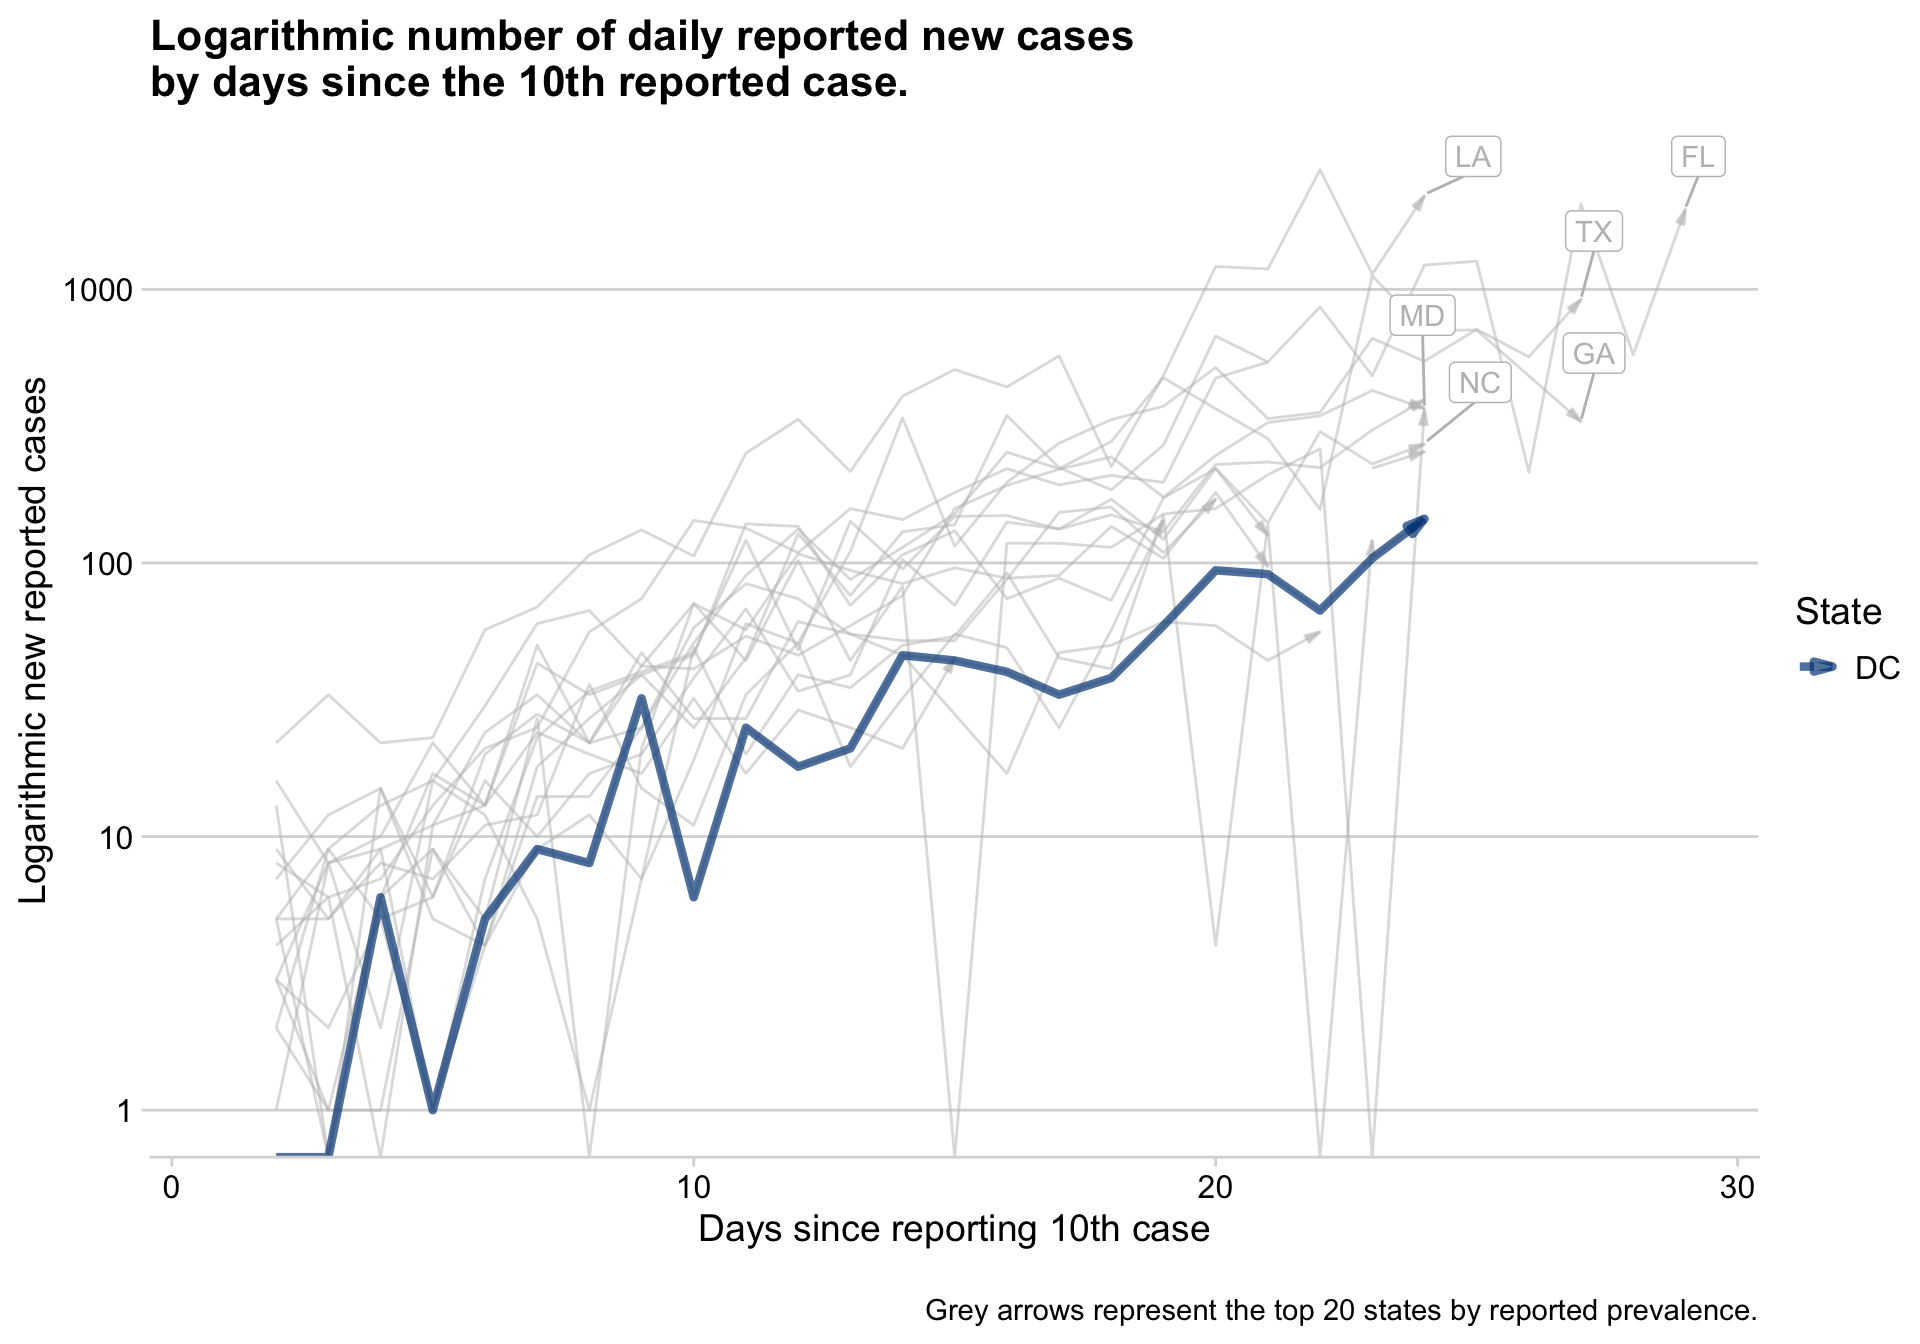 Logarithmic number of daily reported new cases
by days since the 10th reported case.
LA
FL
TX
1000
MD
GA
NC
Logarithmic new reported cases
100
State
DC
10
1
0
10
20
30
Days since reporting 10th case
Grey arrows represent the top 20 states by reported prevalence.